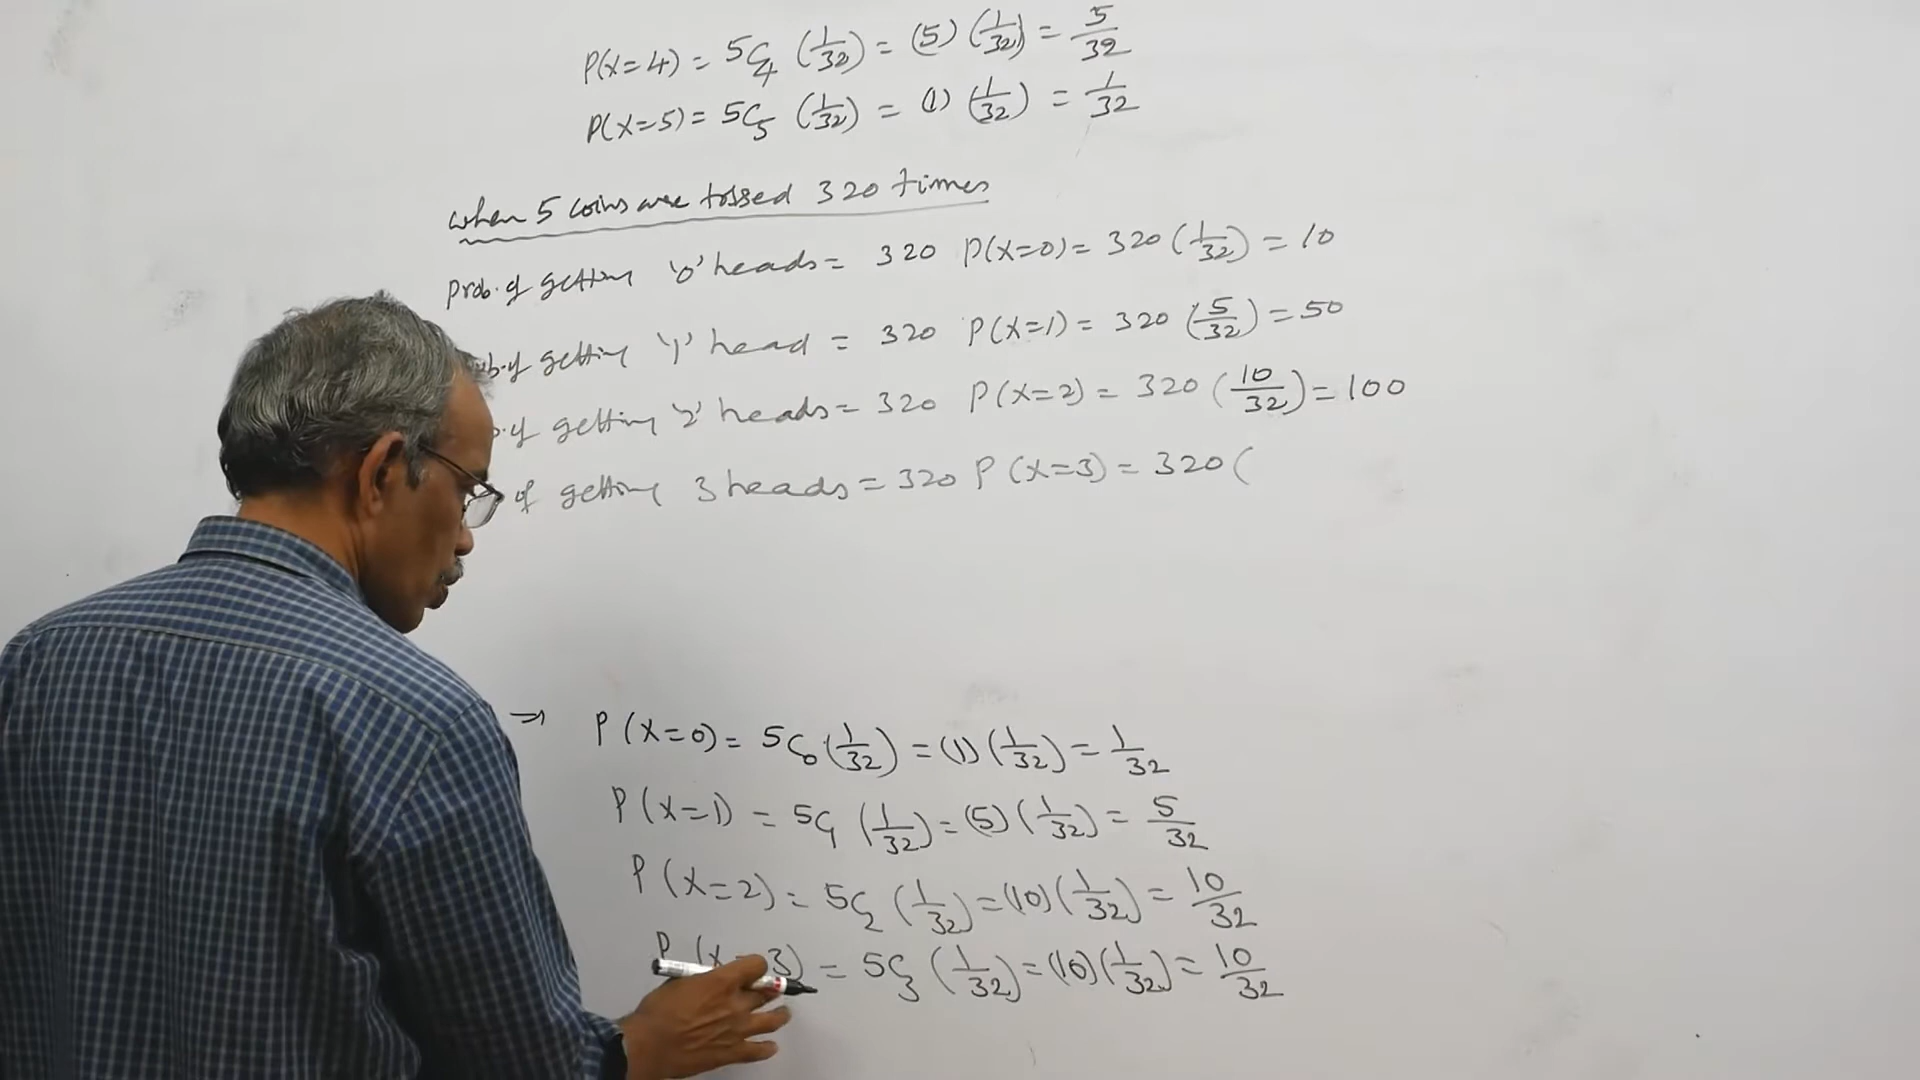 P(X=4) = 5C4 (1/32) = (5) (1/32) = 5/32
P(X=5) = 5C5 (1/32) = (1) (1/32) = 1/32
when 5 coins are tossed 320 times
prob. of getting '0' heads = 320 P(X=0) = 320 (1/32) = 10
b. of getting '1' head = 320 P(X=1) = 320 (5/32) = 50
of getting '2' heads = 320 P(X=2) = 320 (10/32) = 100
of getting 3 heads = 320 P(X=3) = 320 (
⇒ P(X=0) = 5C0 (1/32) = (1) (1/32) = 1/32
P(X=1) = 5C1 (1/32) = (5) (1/32) = 5/32
P(X=2) = 5C2 (1/32) = (10) (1/32) = 10/32
P(X=3) = 5C3 (1/32) = (10) (1/32) = 10/32